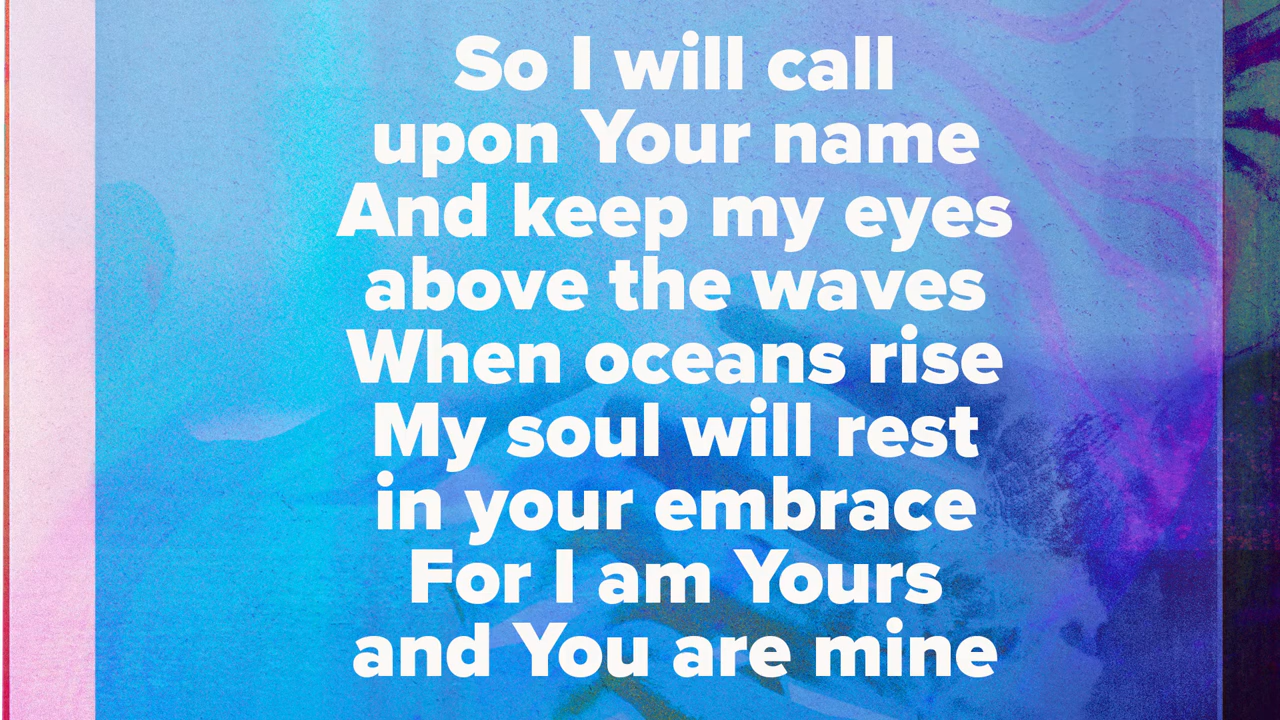 So I will call
upon Your name
And keep my eyes
above the waves
When oceans rise
My soul will rest
in your embrace
For I am Yours
and You are mine